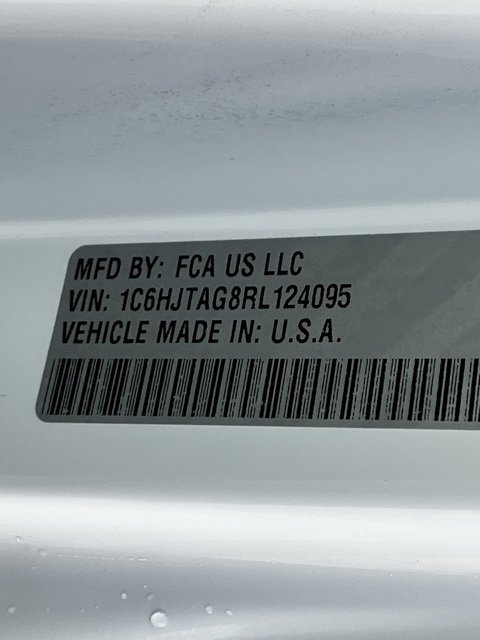 MFD BY: FCA US LLC
VIN: 1C6HJTAG8RL124095
VEHICLE MADE IN: U.S.A.